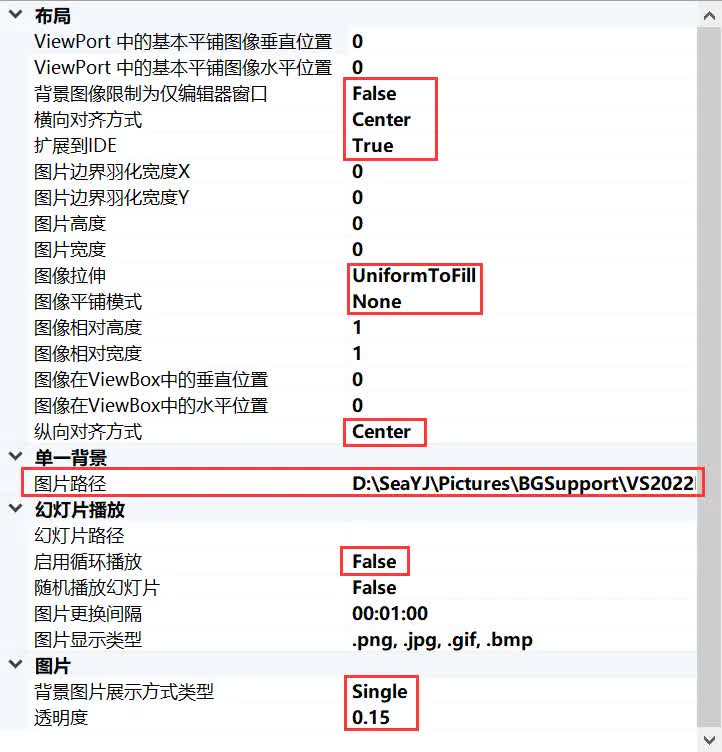 布局
ViewPort 中的基本平铺图像垂直位置 0
ViewPort 中的基本平铺图像水平位置 0
背景图像限制为仅编辑器窗口 False
横向对齐方式 Center
扩展到IDE True
图片边界羽化宽度X 0
图片边界羽化宽度Y 0
图片高度 0
图片宽度 0
图像拉伸 UniformToFill
图像平铺模式 None
图像相对高度 1
图像相对宽度 1
图像在ViewBox中的垂直位置 0
图像在ViewBox中的水平位置 0
纵向对齐方式 Center
单一背景
图片路径 D:\SeaYJ\Pictures\BGSupport\VS2022
幻灯片播放
幻灯片路径
启用循环播放 False
随机播放幻灯片 False
图片更换间隔 00:01:00
图片显示类型 .png, .jpg, .gif, .bmp
图片
背景图片展示方式类型 Single
透明度 0.15